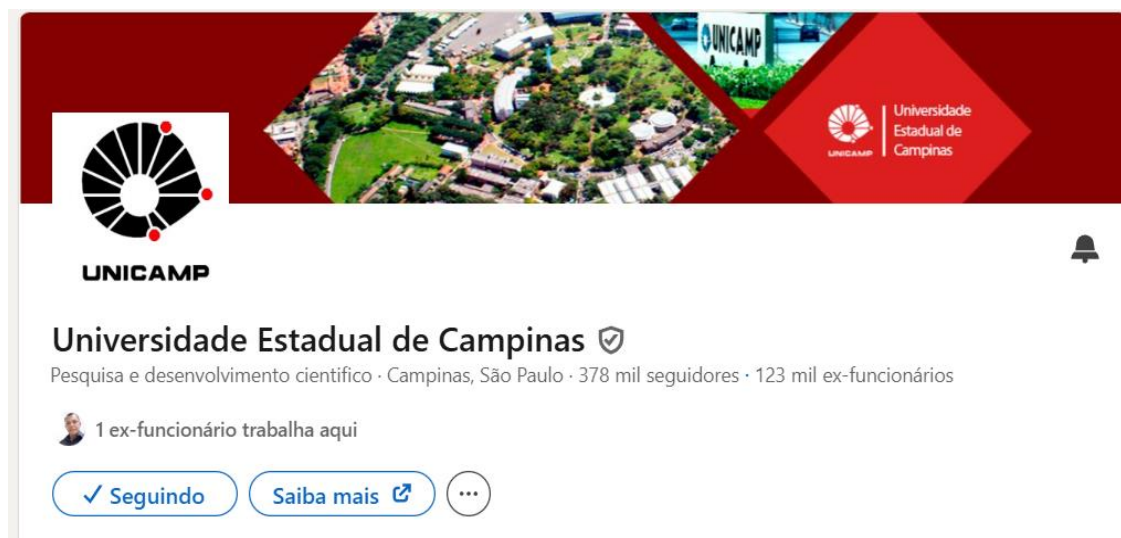 UNICAMP
Universidade
Estadual de
Campinas
UNICAMP
UNICAMP
Universidade Estadual de Campinas
Pesquisa e desenvolvimento cientifico · Campinas, São Paulo · 378 mil seguidores · 123 mil ex-funcionários
1 ex-funcionário trabalha aqui
Seguindo
Saiba mais